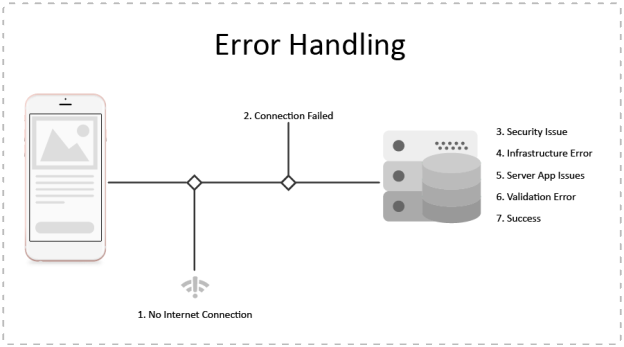 Error Handling
2. Connection Failed
3. Security Issue
4. Infrastructure Error
5. Server App Issues
6. Validation Error
7. Success
1. No Internet Connection